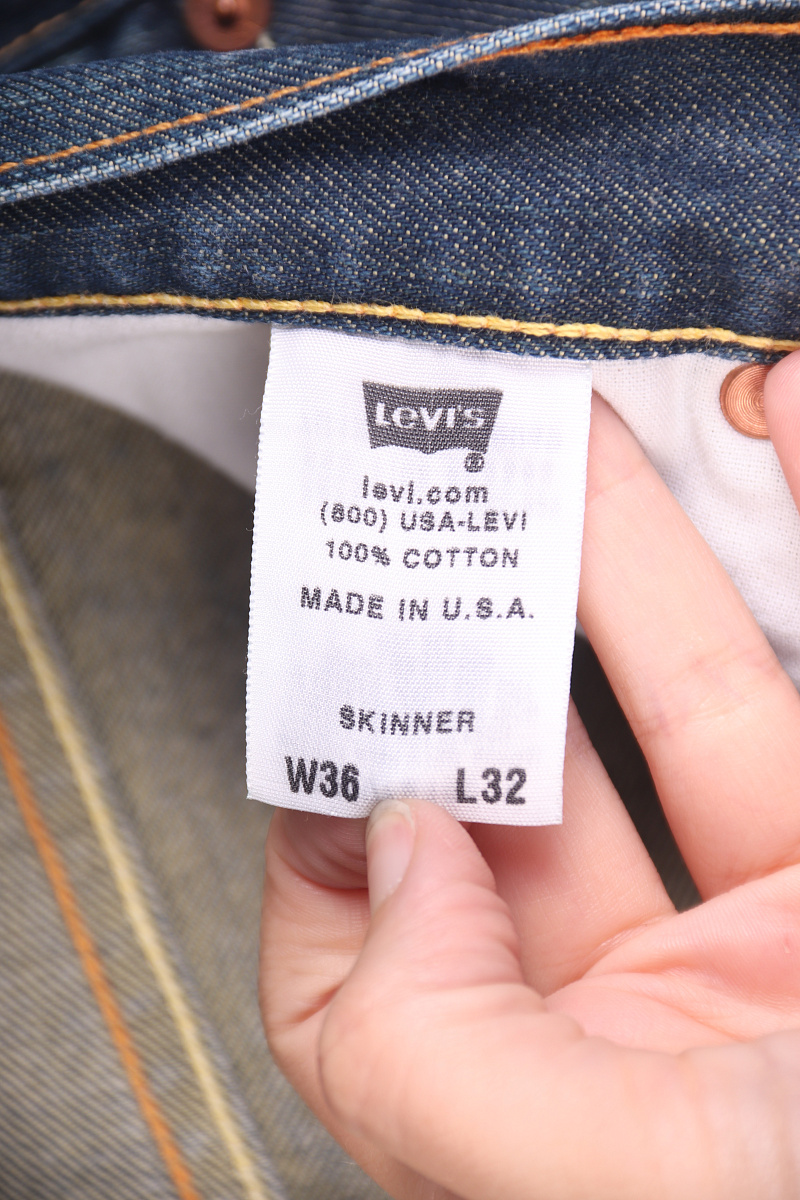 Levi's
®
levi.com
(800) USA-LEVI
100% COTTON
MADE IN U.S.A.
SKINNER
W36 L32